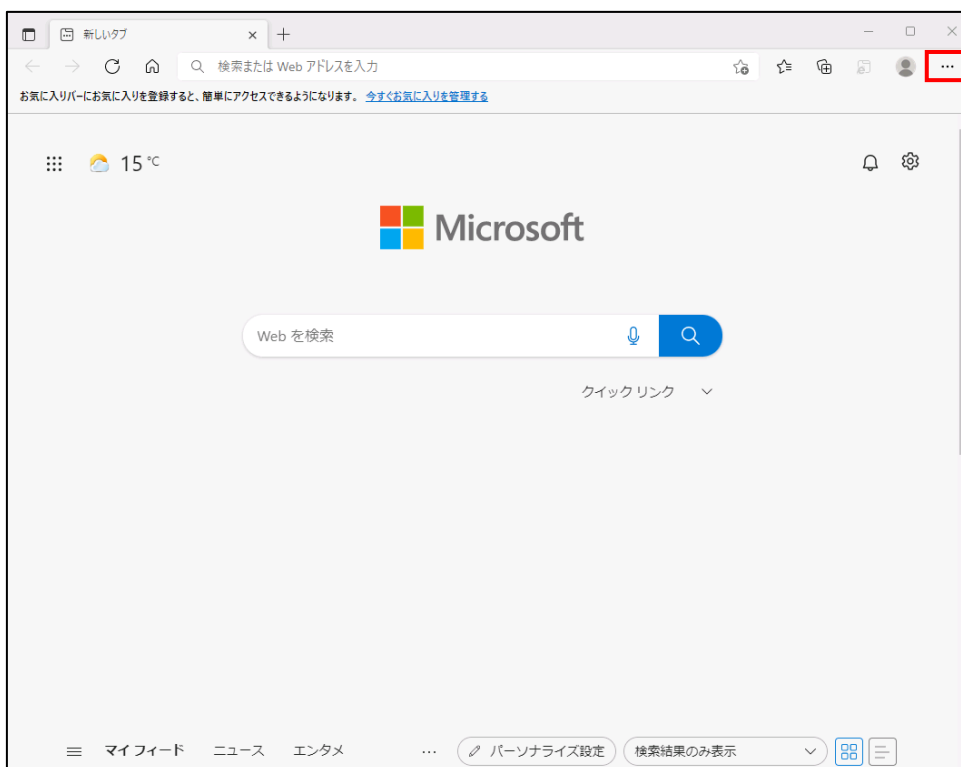 新しいタブ
検索または Web アドレスを入力
お気に入りバーにお気に入りを登録すると、簡単にアクセスできるようになります。 今すぐお気に入りを管理する
15 °C
Microsoft
Web を検索
クイック リンク
マイ フィード ニュース エンタメ ... パーソナライズ設定 検索結果のみ表示